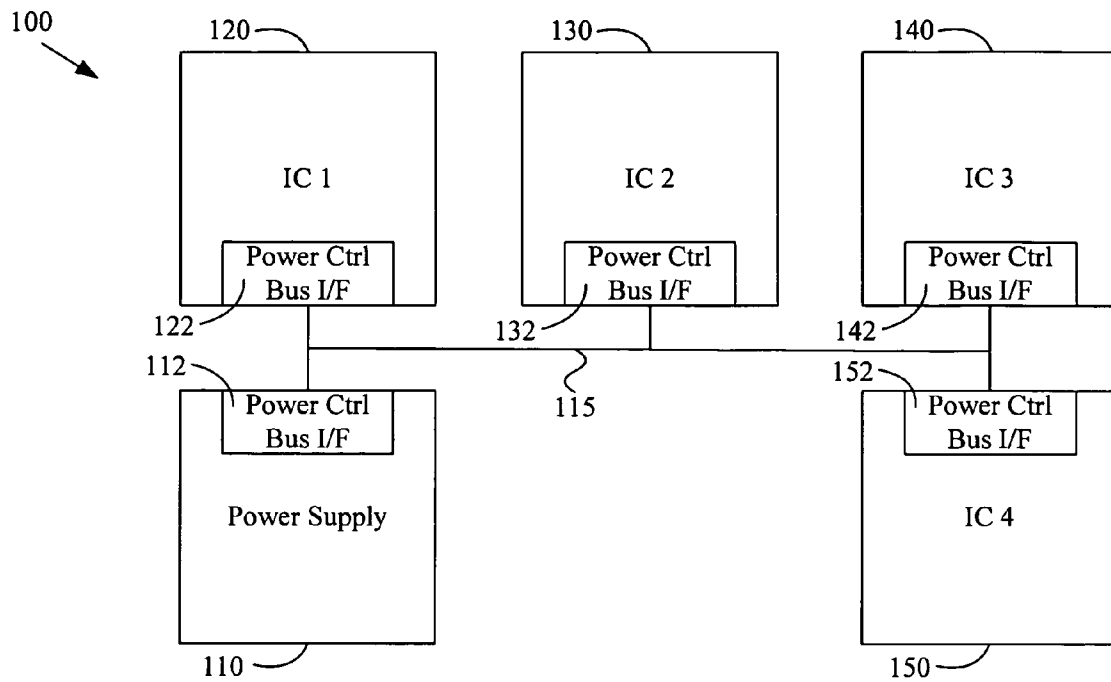 100
120
130
140
IC 1
IC 2
IC 3
Power Ctrl
Bus I/F
Power Ctrl
Bus I/F
Power Ctrl
Bus I/F
122
132
142
112
115
152
Power Ctrl
Bus I/F
Power Ctrl
Bus I/F
Power Supply
IC 4
110
150